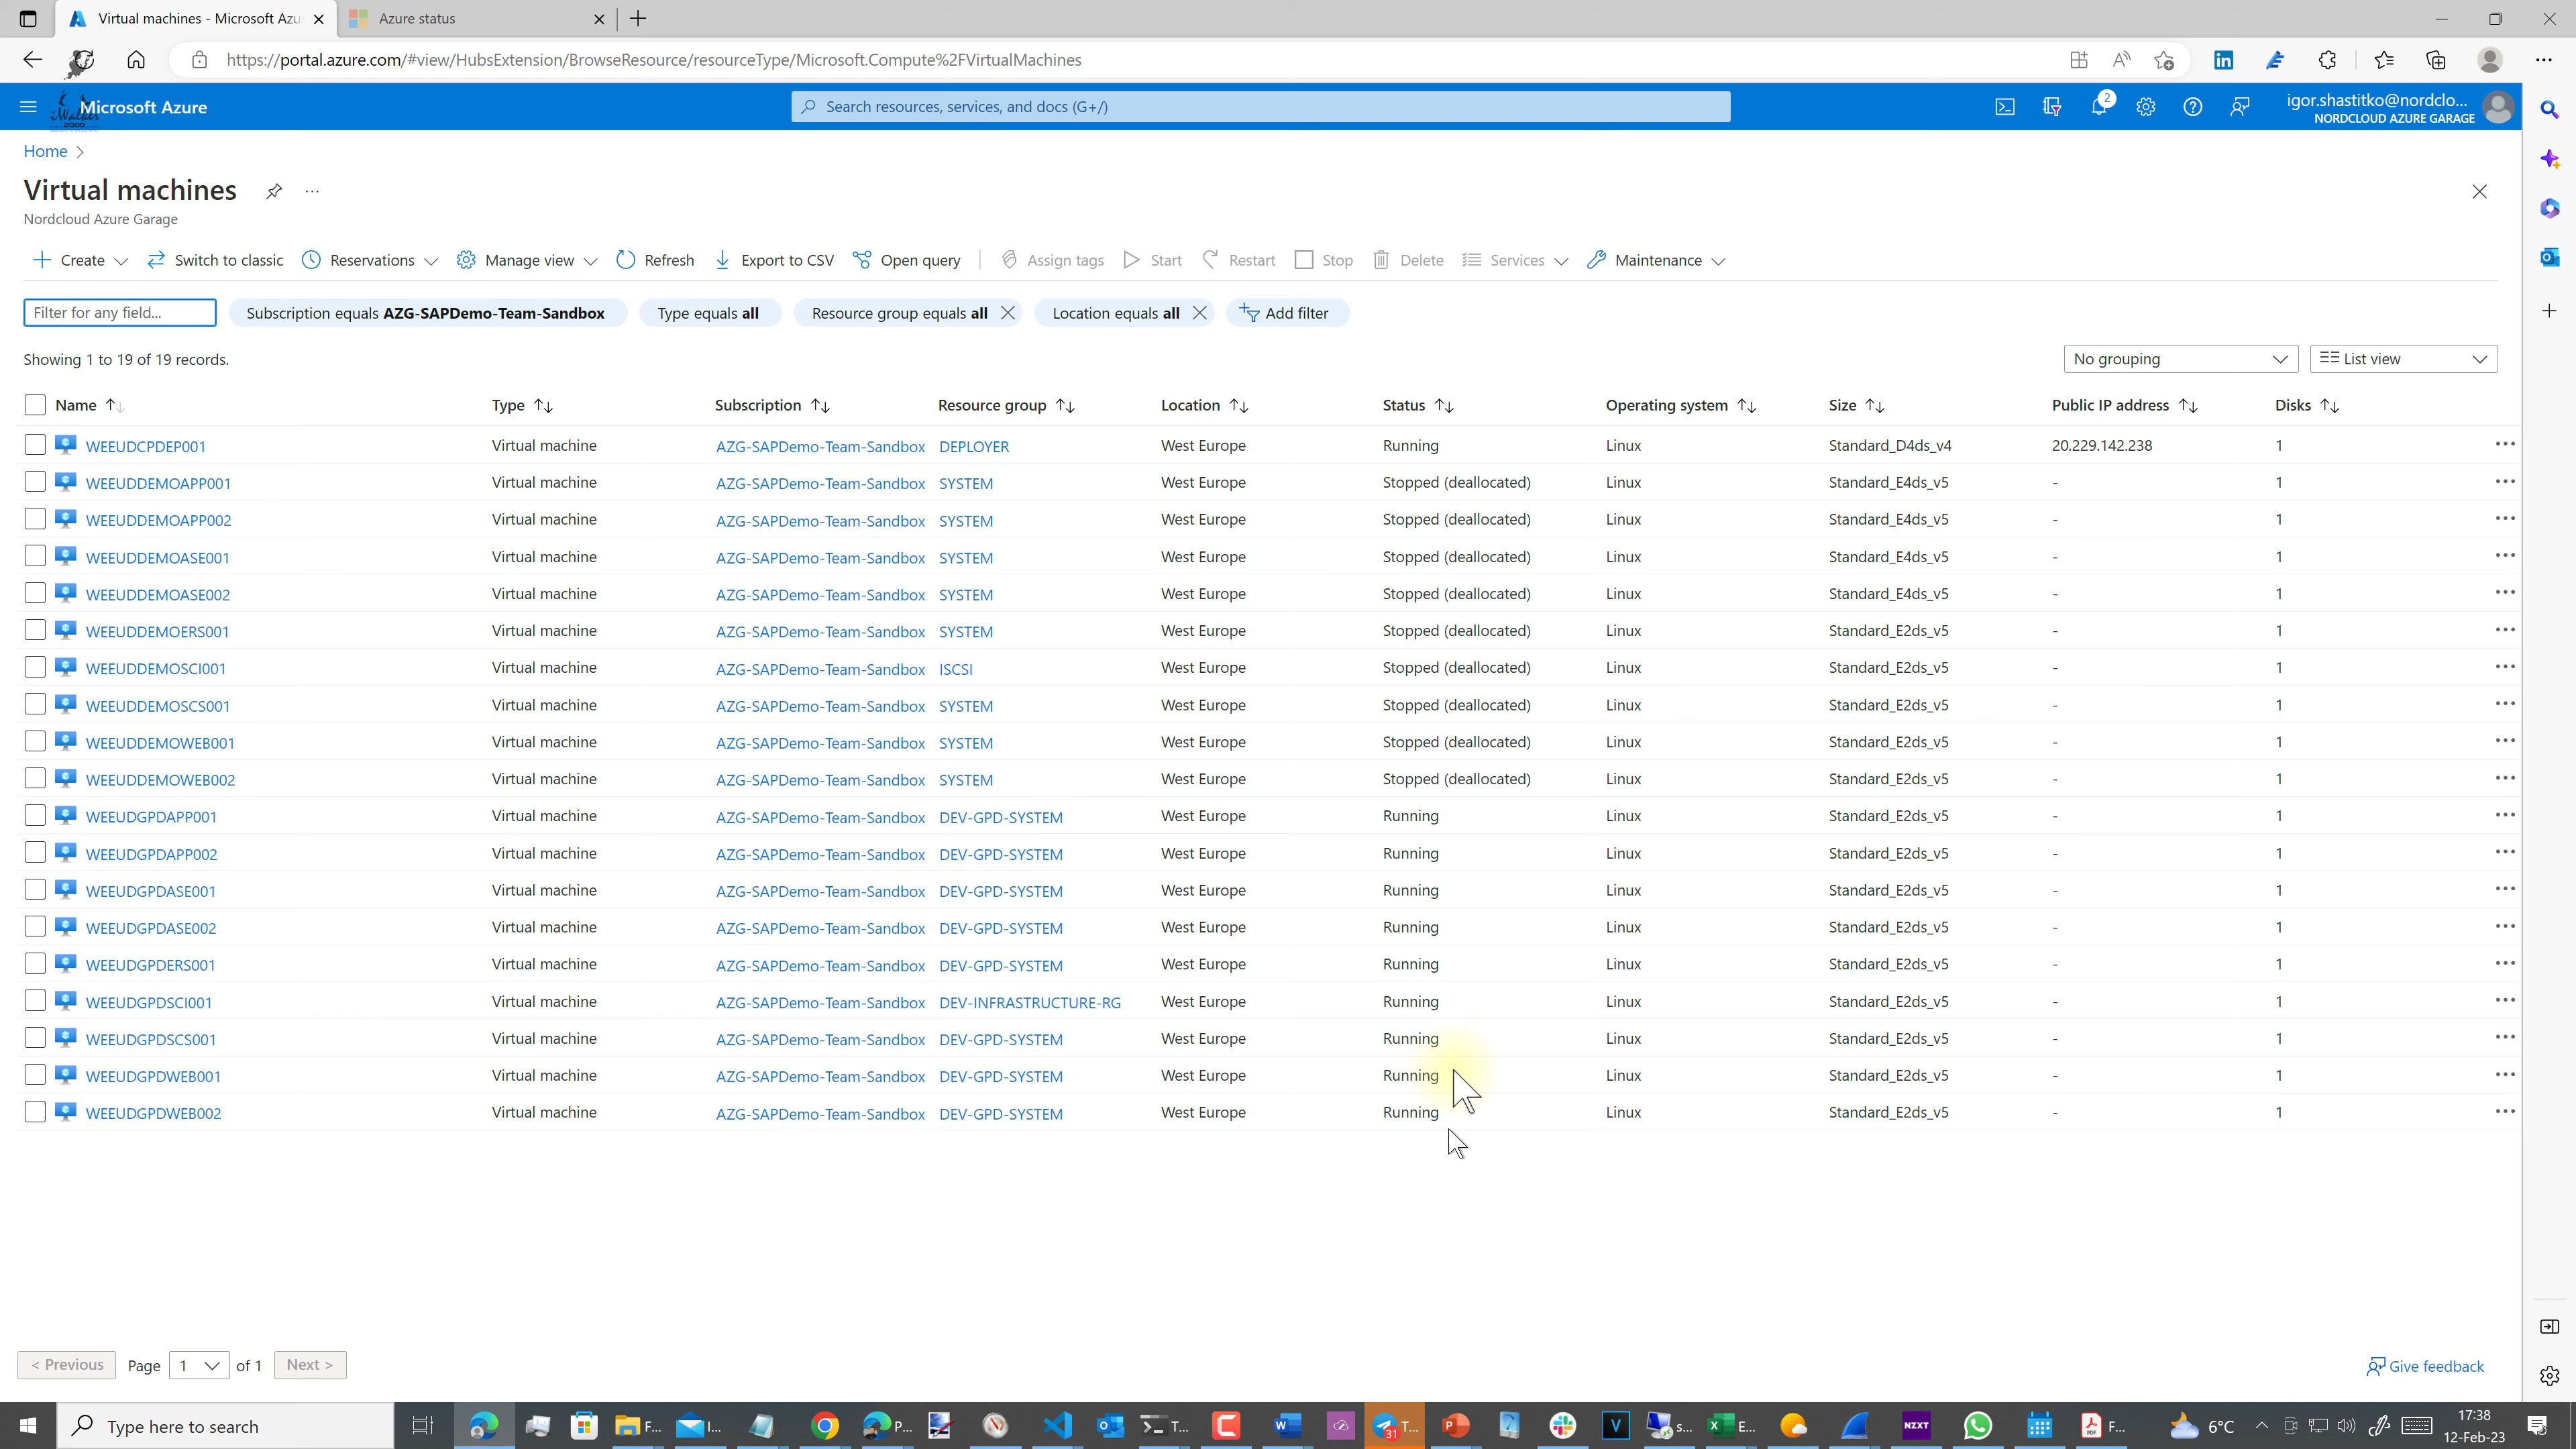 Virtual machines - Microsoft Azu
Azure status
https://portal.azure.com/#view/HubsExtension/BrowseResource/resourceType/Microsoft.Compute%2FVirtualMachines
iWalker
2000
Microsoft Azure
Search resources, services, and docs (G+/)
2
igor.shastitko@nordclo...
NORDCLOUD AZURE GARAGE
Home >
Virtual machines
Nordcloud Azure Garage
Create Switch to classic Reservations Manage view Refresh Export to CSV Open query Assign tags Start Restart Stop Delete Services Maintenance
Filter for any field... Subscription equals AZG-SAPDemo-Team-Sandbox Type equals all Resource group equals all Location equals all Add filter
Showing 1 to 19 of 19 records.
No grouping List view
Name Type Subscription Resource group Location Status Operating system Size Public IP address Disks
WEEUDCPDEP001 Virtual machine AZG-SAPDemo-Team-Sandbox DEPLOYER West Europe Running Linux Standard_D4ds_v4 20.229.142.238 1
WEEUDDEMOAPP001 Virtual machine AZG-SAPDemo-Team-Sandbox SYSTEM West Europe Stopped (deallocated) Linux Standard_E4ds_v5 - 1
WEEUDDEMOAPP002 Virtual machine AZG-SAPDemo-Team-Sandbox SYSTEM West Europe Stopped (deallocated) Linux Standard_E4ds_v5 - 1
WEEUDDEMOASE001 Virtual machine AZG-SAPDemo-Team-Sandbox SYSTEM West Europe Stopped (deallocated) Linux Standard_E4ds_v5 - 1
WEEUDDEMOASE002 Virtual machine AZG-SAPDemo-Team-Sandbox SYSTEM West Europe Stopped (deallocated) Linux Standard_E4ds_v5 - 1
WEEUDDEMOERS001 Virtual machine AZG-SAPDemo-Team-Sandbox SYSTEM West Europe Stopped (deallocated) Linux Standard_E2ds_v5 - 1
WEEUDDEMOSCI001 Virtual machine AZG-SAPDemo-Team-Sandbox ISCSI West Europe Stopped (deallocated) Linux Standard_E2ds_v5 - 1
WEEUDDEMOSCS001 Virtual machine AZG-SAPDemo-Team-Sandbox SYSTEM West Europe Stopped (deallocated) Linux Standard_E2ds_v5 - 1
WEEUDDEMOWEB001 Virtual machine AZG-SAPDemo-Team-Sandbox SYSTEM West Europe Stopped (deallocated) Linux Standard_E2ds_v5 - 1
WEEUDDEMOWEB002 Virtual machine AZG-SAPDemo-Team-Sandbox SYSTEM West Europe Stopped (deallocated) Linux Standard_E2ds_v5 - 1
WEEUDGPDAPP001 Virtual machine AZG-SAPDemo-Team-Sandbox DEV-GPD-SYSTEM West Europe Running Linux Standard_E2ds_v5 - 1
WEEUDGPDAPP002 Virtual machine AZG-SAPDemo-Team-Sandbox DEV-GPD-SYSTEM West Europe Running Linux Standard_E2ds_v5 - 1
WEEUDGPDASE001 Virtual machine AZG-SAPDemo-Team-Sandbox DEV-GPD-SYSTEM West Europe Running Linux Standard_E2ds_v5 - 1
WEEUDGPDASE002 Virtual machine AZG-SAPDemo-Team-Sandbox DEV-GPD-SYSTEM West Europe Running Linux Standard_E2ds_v5 - 1
WEEUDGPDERS001 Virtual machine AZG-SAPDemo-Team-Sandbox DEV-GPD-SYSTEM West Europe Running Linux Standard_E2ds_v5 - 1
WEEUDGPDSCI001 Virtual machine AZG-SAPDemo-Team-Sandbox DEV-INFRASTRUCTURE-RG West Europe Running Linux Standard_E2ds_v5 - 1
WEEUDGPDSCS001 Virtual machine AZG-SAPDemo-Team-Sandbox DEV-GPD-SYSTEM West Europe Running Linux Standard_E2ds_v5 - 1
WEEUDGPDWEB001 Virtual machine AZG-SAPDemo-Team-Sandbox DEV-GPD-SYSTEM West Europe Running Linux Standard_E2ds_v5 - 1
WEEUDGPDWEB002 Virtual machine AZG-SAPDemo-Team-Sandbox DEV-GPD-SYSTEM West Europe Running Linux Standard_E2ds_v5 - 1
< Previous Page 1 of 1 Next >
Give feedback
Type here to search
F... I... P... T... 31 T... s... E... NZXT F... 6°C
17:38
12-Feb-23